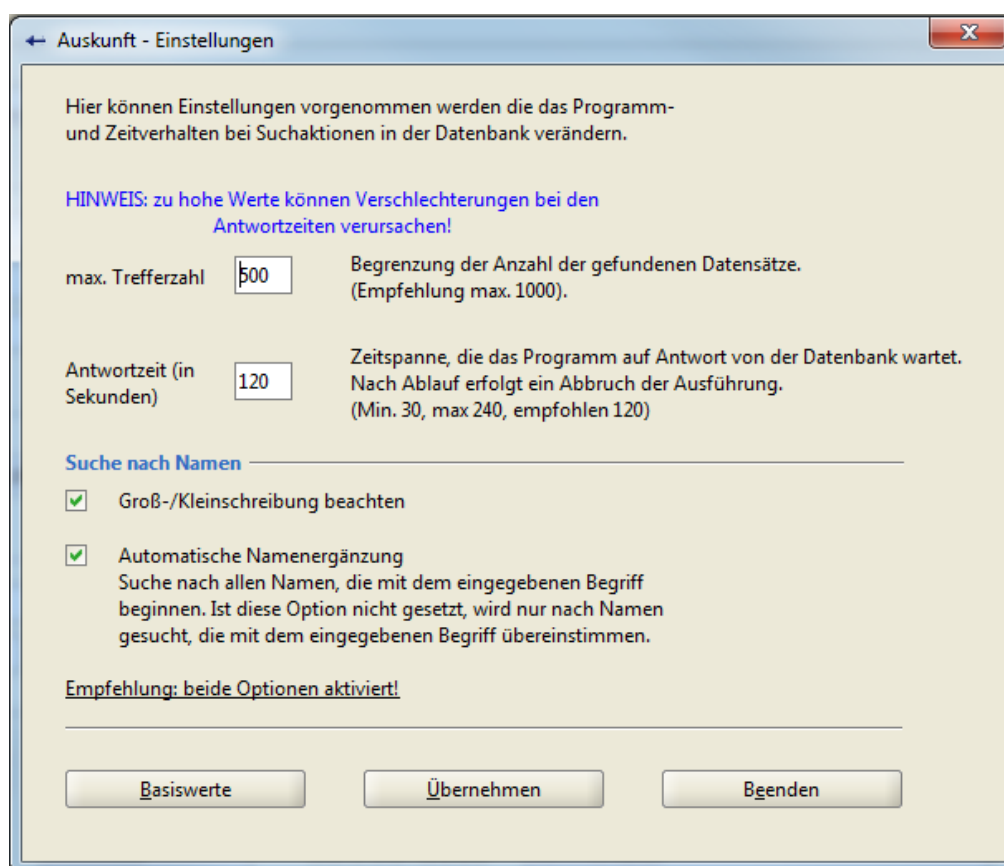 Auskunft - Einstellungen
Hier können Einstellungen vorgenommen werden die das Programm-
und Zeitverhalten bei Suchaktionen in der Datenbank verändern.
HINWEIS: zu hohe Werte können Verschlechterungen bei den
Antwortzeiten verursachen!
max. Trefferzahl 500 Begrenzung der Anzahl der gefundenen Datensätze.
(Empfehlung max. 1000).
Zeitspanne, die das Programm auf Antwort von der Datenbank wartet.
Antwortzeit (in
Sekunden) 120 Nach Ablauf erfolgt ein Abbruch der Ausführung.
(Min. 30, max 240, empfohlen 120)
Suche nach Namen
Groß-/Kleinschreibung beachten
Automatische Namenergänzung
Suche nach allen Namen, die mit dem eingegebenen Begriff
beginnen. Ist diese Option nicht gesetzt, wird nur nach Namen
gesucht, die mit dem eingegebenen Begriff übereinstimmen.
Empfehlung: beide Optionen aktiviert!
Basiswerte Übernehmen Beenden